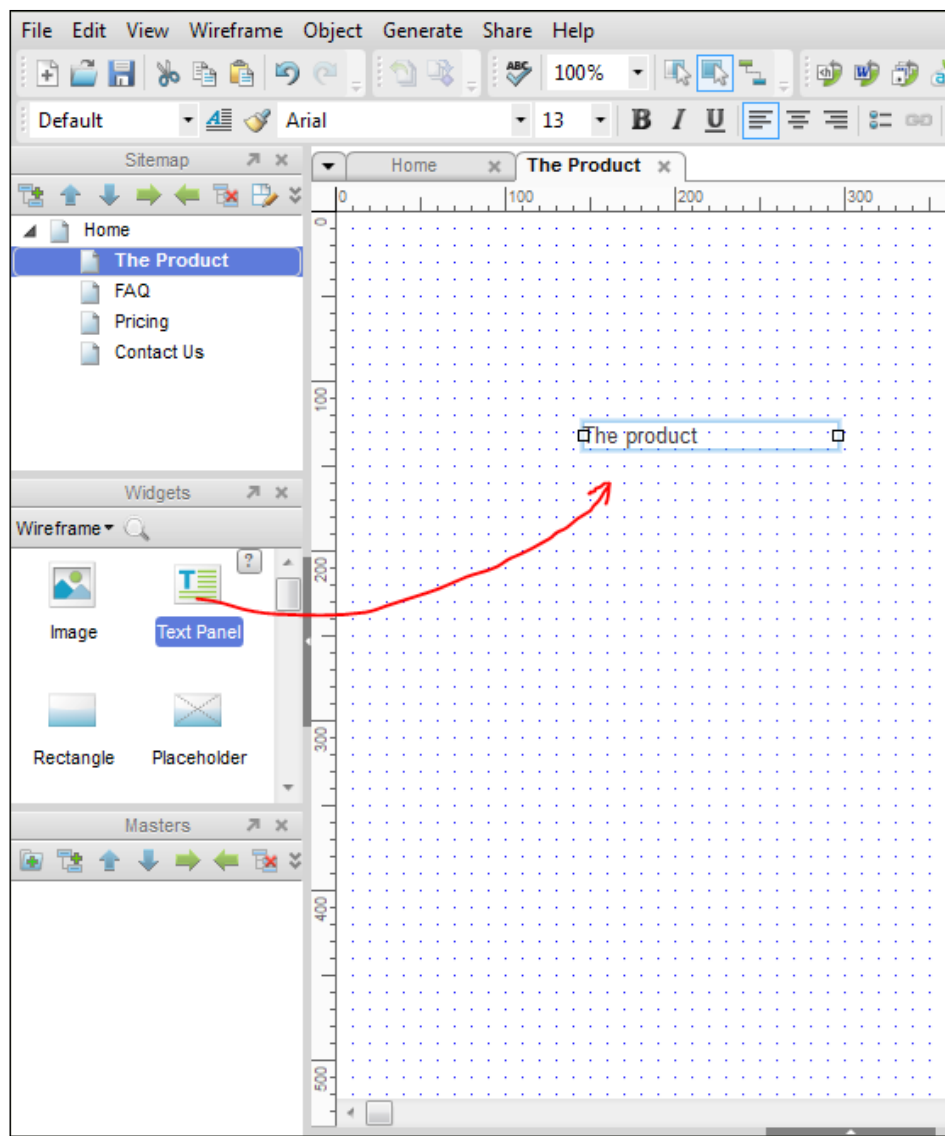 File Edit View Wireframe Object Generate Share Help
ABC 100%
W
Default Arial 13 B I U
Sitemap
Home The Product
0 100 200 300
Home
The Product
FAQ
Pricing
Contact Us
0
100
200
300
400
500
The product
Widgets
Wireframe
?
T
Image Text Panel
Rectangle Placeholder
Masters